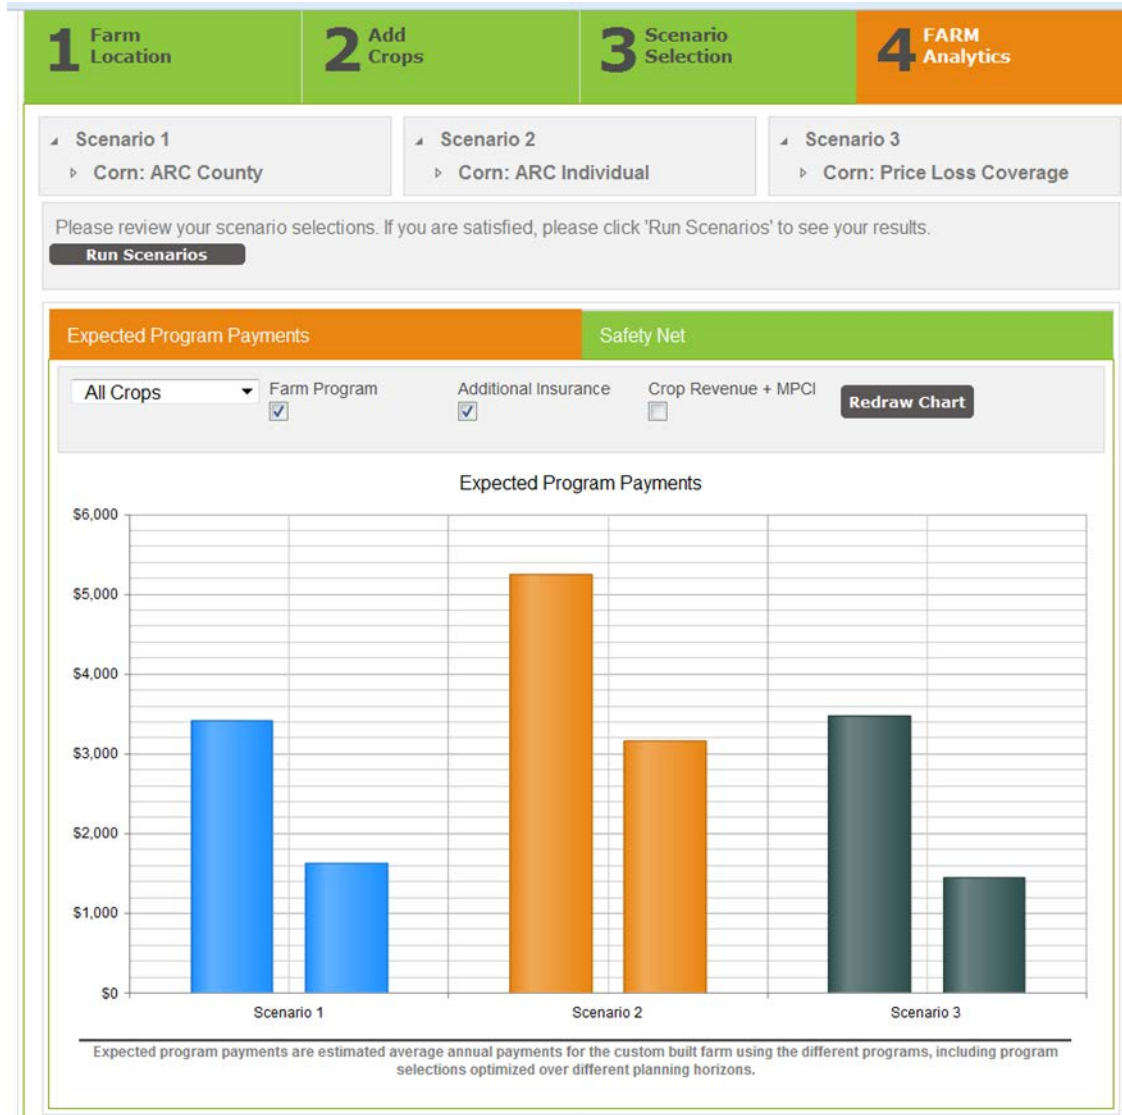 1 Farm Location
2 Add Crops
3 Scenario Selection
4 FARM Analytics
Scenario 1
Corn: ARC County
Scenario 2
Corn: ARC Individual
Scenario 3
Corn: Price Loss Coverage
Please review your scenario selections. If you are satisfied, please click 'Run Scenarios' to see your results.
Run Scenarios
Expected Program Payments
Safety Net
All Crops
Farm Program
Additional Insurance
Crop Revenue + MPCI
Redraw Chart
Expected Program Payments
$6,000
$5,000
$4,000
$3,000
$2,000
$1,000
$0
Scenario 1
Scenario 2
Scenario 3
Expected program payments are estimated average annual payments for the custom built farm using the different programs, including program
selections optimized over different planning horizons.